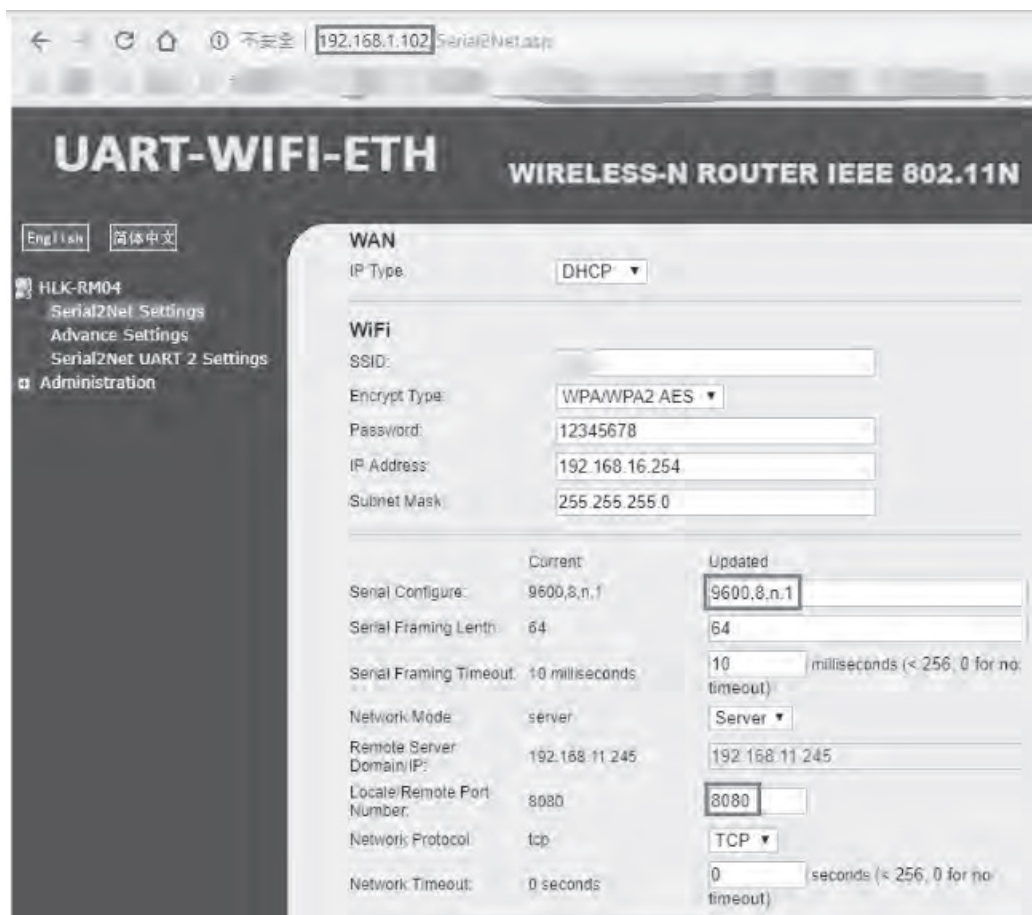 不安全 192.168.1.102/Serial2Net.asp
UART-WIFI-ETH
WIRELESS-N ROUTER IEEE 802.11N
English 简体中文
HLK-RM04
Serial2Net Settings
Advance Settings
Serial2Net UART 2 Settings
Administration
WAN
IP Type: DHCP
WiFi
SSID:
Encrypt Type: WPA/WPA2 AES
Password: 12345678
IP Address: 192.168.16.254
Subnet Mask: 255.255.255.0
Current Updated
Serial Configure: 9600,8,n,1 9600,8,n,1
Serial Framing Lenth: 64 64
Serial Framing Timeout: 10 milliseconds 10 milliseconds (< 256, 0 for no
timeout)
Network Mode: server Server
Remote Server
Domain/IP: 192.168.11.245 192.168.11.245
Locale/Remote Port
Number: 8080 8080
Network Protocol: tcp TCP
Network Timeout: 0 seconds 0 seconds (< 256, 0 for no
timeout)